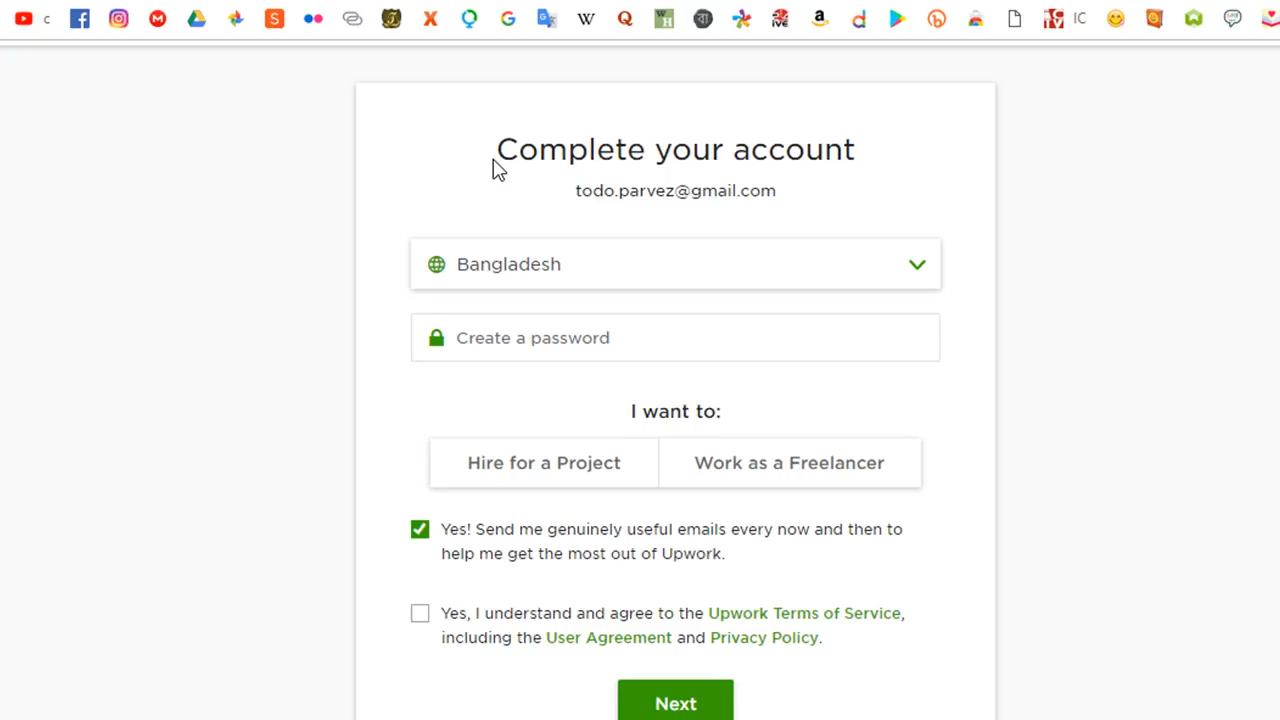 c IC
Complete your account
todo.parvez@gmail.com
Bangladesh
Create a password
I want to:
Hire for a Project Work as a Freelancer
Yes! Send me genuinely useful emails every now and then to
help me get the most out of Upwork.
Yes, I understand and agree to the Upwork Terms of Service,
including the User Agreement and Privacy Policy.
Next